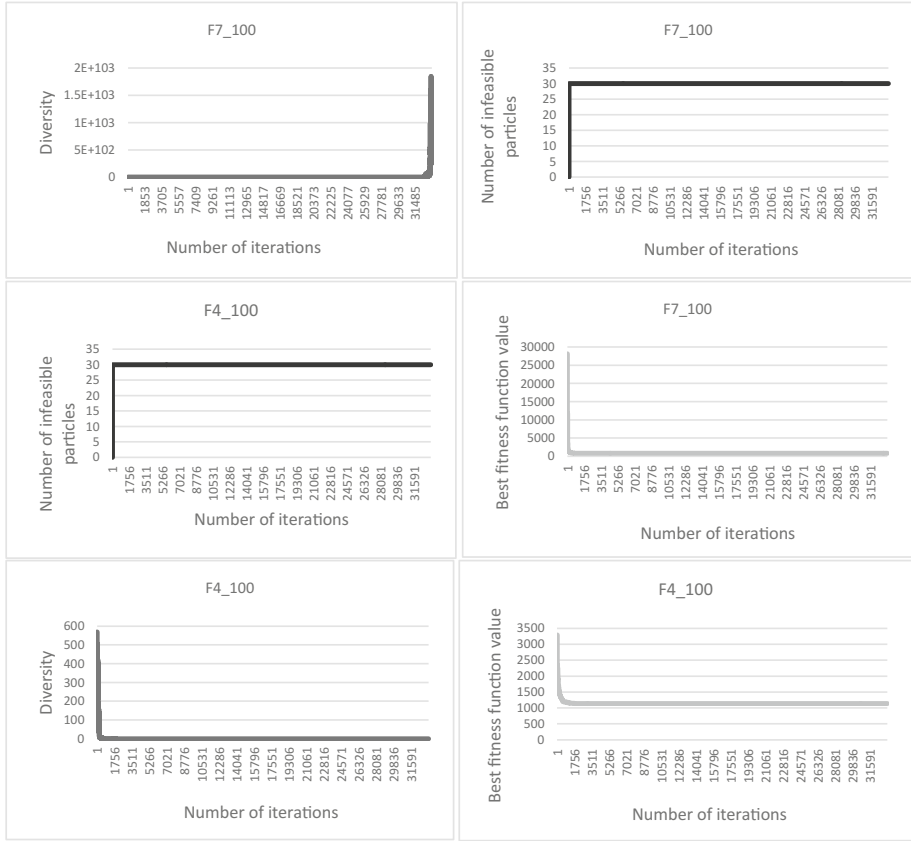 F7_100
2E+103
1.5E+103
1E+103
5E+102
0
Diversity
1 1853 3705 5557 7409 9261 11113 12965 14817 16669 18521 20373 22225 24077 25929 27781 29633 31485
Number of iterations
F7_100
35
30
25
20
15
10
5
0
Number of infeasible
particles
1 1756 3511 5266 7021 8776 10531 12286 14041 15796 17551 19306 21061 22816 24571 26326 28081 29836 31591
Number of iterations
F4_100
35
30
25
20
15
10
5
0
Number of infeasible
particles
1 1756 3511 5266 7021 8776 10531 12286 14041 15796 17551 19306 21061 22816 24571 26326 28081 29836 31591
Number of iterations
F7_100
30000
25000
20000
15000
10000
5000
0
Best fitness function value
1 1756 3511 5266 7021 8776 10531 12286 14041 15796 17551 19306 21061 22816 24571 26326 28081 29836 31591
Number of iterations
F4_100
600
500
400
300
200
100
0
Diversity
1 1756 3511 5266 7021 8776 10531 12286 14041 15796 17551 19306 21061 22816 24571 26326 28081 29836 31591
Number of iterations
F4_100
3500
3000
2500
2000
1500
1000
500
0
Best fitness function value
1 1756 3511 5266 7021 8776 10531 12286 14041 15796 17551 19306 21061 22816 24571 26326 28081 29836 31591
Number of iterations